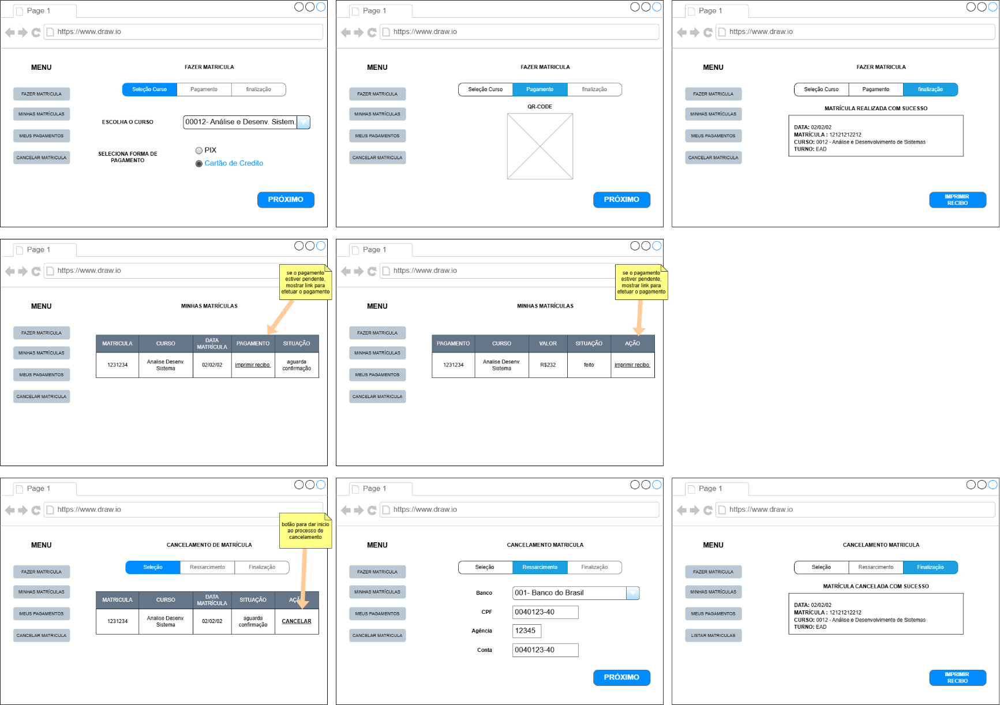 Page 1
https://www.draw.io
MENU
FAZER MATRICULA
FAZER MATRICULA
MINHAS MATRÍCULAS
MEUS PAGAMENTOS
CANCELAR MATRICULA
Seleção Curso
Pagamento
finalização
ESCOLHA O CURSO
00012- Análise e Desenv. Sistem.
SELECIONA FORMA DE
PAGAMENTO
PIX
Cartão de Credito
PRÓXIMO
Page 1
https://www.draw.io
MENU
FAZER MATRICULA
FAZER MATRICULA
MINHAS MATRÍCULAS
MEUS PAGAMENTOS
CANCELAR MATRICULA
Seleção Curso
Pagamento
finalização
QR-CODE
PRÓXIMO
Page 1
https://www.draw.io
MENU
FAZER MATRICULA
FAZER MATRICULA
MINHAS MATRÍCULAS
MEUS PAGAMENTOS
CANCELAR MATRICULA
Seleção Curso
Pagamento
finalização
MATRÍCULA REALIZADA COM SUCESSO
DATA: 02/02/02
MATRÍCULA : 12121212212
CURSO: 0012 - Análise e Desenvolvimento de Sistemas
TURNO: EAD
IMPRIMIR
RECIBO
Page 1
https://www.draw.io
se o pagamento
estiver pendente,
mostrar link para
efetuar o pagamento
MENU
MINHAS MATRÍCULAS
FAZER MATRICULA
MINHAS MATRÍCULAS
MEUS PAGAMENTOS
CANCELAR MATRICULA
MATRICULA
CURSO
DATA
MATRÍCULA
PAGAMENTO
SITUAÇÃO
1231234
Analise Desenv.
Sistema
02/02/02
imprimir recibo
aguarda
confirmação
Page 1
https://www.draw.io
se o pagamento
estiver pendente,
mostrar link para
efetuar o pagamento
MENU
MINHAS MATRÍCULAS
FAZER MATRICULA
MINHAS MATRÍCULAS
MEUS PAGAMENTOS
CANCELAR MATRICULA
PAGAMENTO
CURSO
VALOR
SITUAÇÃO
AÇÃO
1231234
Analise Desenv.
Sistema
R$232
feito
imprimir recibo
Page 1
https://www.draw.io
botão para dar inicio
ao processo de
cancelamento
MENU
CANCELAMENTO DE MATRÍCULA
FAZER MATRICULA
MINHAS MATRÍCULAS
MEUS PAGAMENTOS
CANCELAR MATRICULA
Seleção
Ressarcimento
Finalização
MATRICULA
CURSO
DATA
MATRÍCULA
SITUAÇÃO
AÇÃ
1231234
Analise Desenv.
Sistema
02/02/02
aguarda
confirmação
CANCELAR
Page 1
https://www.draw.io
MENU
CANCELAMENTO MATRICULA
FAZER MATRICULA
MINHAS MATRÍCULAS
MEUS PAGAMENTOS
CANCELAR MATRICULA
Seleção
Ressarcimento
Finalização
Banco
001- Banco do Brasil
CPF
0040123-40
Agência
12345
Conta
0040123-40
PRÓXIMO
Page 1
https://www.draw.io
MENU
CANCELAMENTO MATRICULA
FAZER MATRICULA
MINHAS MATRÍCULAS
MEUS PAGAMENTOS
LISTAR MATRICULAS
Seleção
Ressarcimento
Finalização
MATRÍCULA CANCELADA COM SUCESSO
DATA: 02/02/02
MATRÍCULA : 12121212212
CURSO: 0012 - Análise e Desenvolvimento de Sistemas
TURNO: EAD
IMPRIMIR
RECIBO